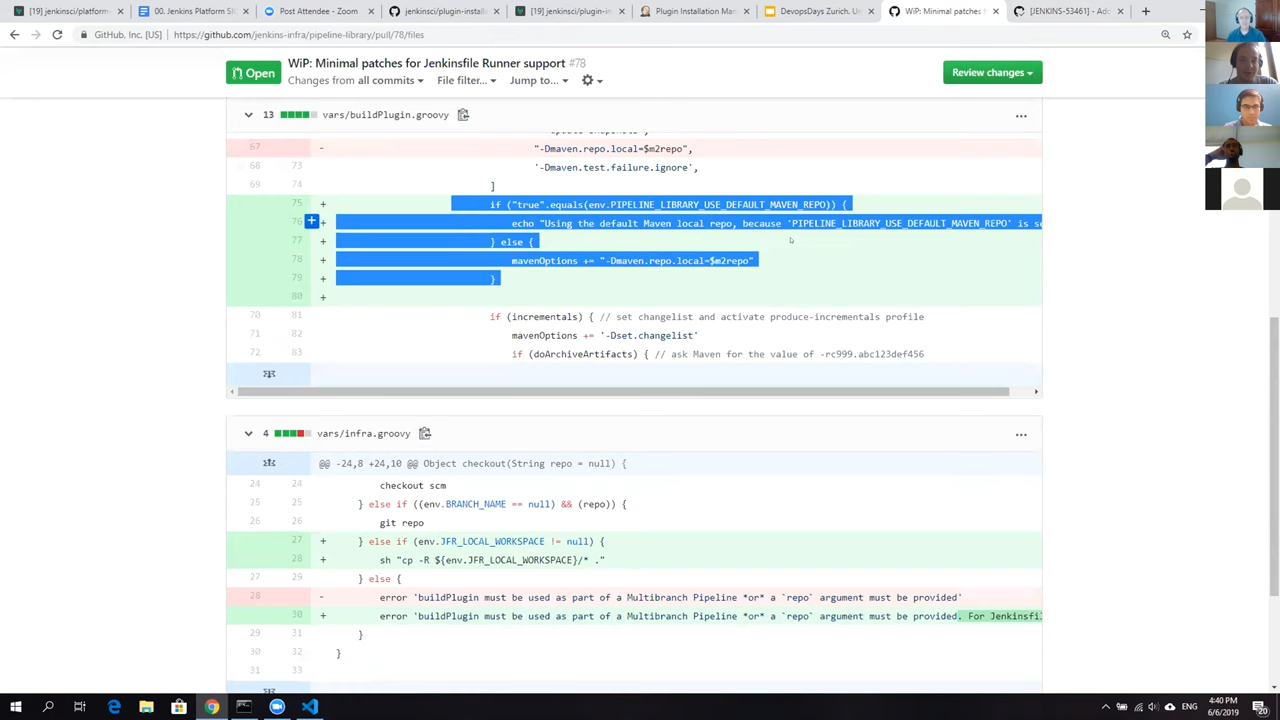 [19] jenkinsci/platform-
00. Jenkins Platform SI
Post Attendee - Zoom
jenkinsci/plugin-install
[19] jenkinsci/plugin-in
Plugin Installation Man
DevopsDays Zurich. U
WiP: Minimal patches f
[JENKINS-53461] - Ad
GitHub, Inc. [US] https://github.com/jenkins-infra/pipeline-library/pull/78/files
Open
WiP: Minimal patches for Jenkinsfile Runner support #78
Changes from all commits File filter... Jump to...
Review changes
13 vars/buildPlugin.groovy
67 - "-Dmaven.repo.local=$m2repo",
68 73 '-Dmaven.test.failure.ignore',
69 74 ]
75 + if ("true".equals(env.PIPELINE_LIBRARY_USE_DEFAULT_MAVEN_REPO)) {
76 + echo "Using the default Maven local repo, because 'PIPELINE_LIBRARY_USE_DEFAULT_MAVEN_REPO' is se
77 + } else {
78 + mavenOptions += "-Dmaven.repo.local=$m2repo"
79 + }
80 +
70 81 if (incrementals) { // set changelist and activate produce-incrementals profile
71 82 mavenOptions += '-Dset.changelist'
72 83 if (doArchiveArtifacts) { // ask Maven for the value of -rc999.abc123def456
4 vars/infra.groovy
@@ -24,8 +24,10 @@ Object checkout(String repo = null) {
24 24 checkout scm
25 25 } else if ((env.BRANCH_NAME == null) && (repo)) {
26 26 git repo
27 + } else if (env.JFR_LOCAL_WORKSPACE != null) {
28 + sh "cp -R ${env.JFR_LOCAL_WORKSPACE}/* ."
27 29 } else {
28 - error 'buildPlugin must be used as part of a Multibranch Pipeline *or* a `repo` argument must be provided'
30 + error 'buildPlugin must be used as part of a Multibranch Pipeline *or* a `repo` argument must be provided. For Jenkinsfi
29 31 }
30 32 }
31 33
ENG
4:40 PM
6/6/2019
20